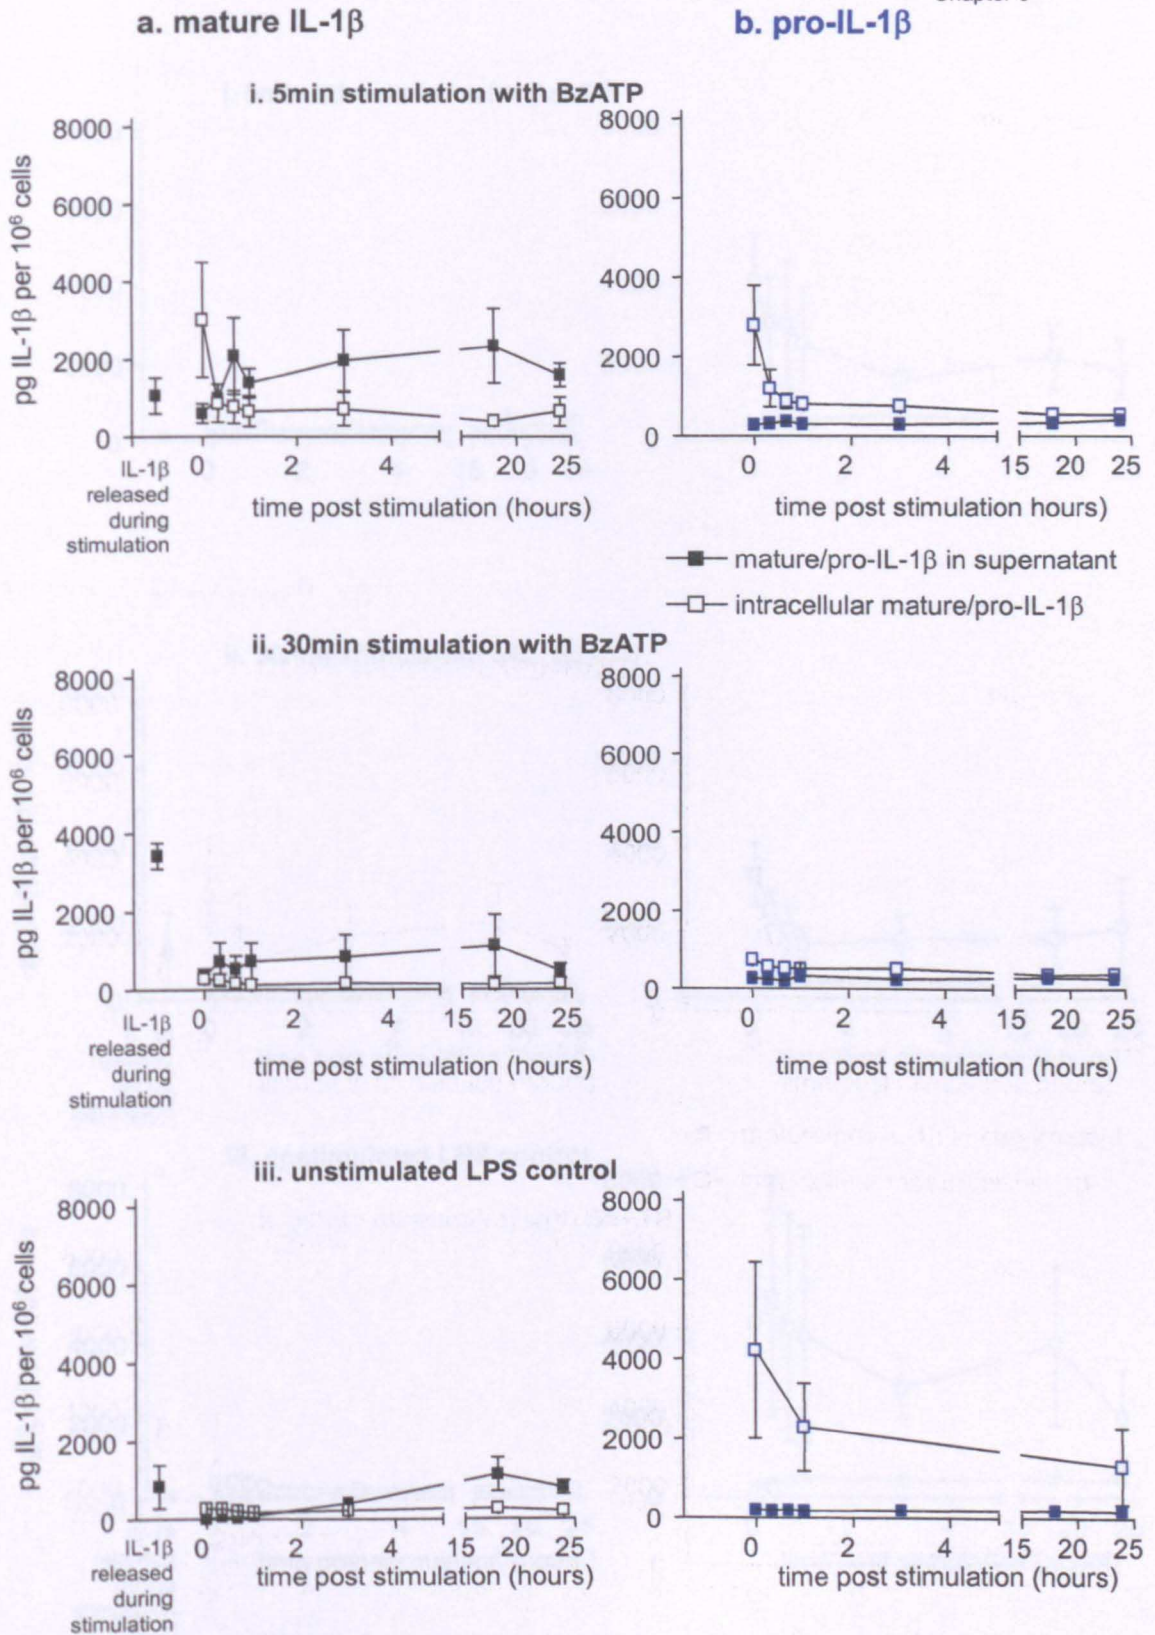 a. mature IL-1β
b. pro-IL-1β
i. 5min stimulation with BzATP
pg IL-1β per 10⁶ cells
8000
6000
4000
2000
0
0 2 4 20 25
IL-1β
released
during
stimulation
time post stimulation (hours)
8000
6000
4000
2000
0
0 2 4 15 20 25
time post stimulation hours)
mature/pro-IL-1β in supernatant
intracellular mature/pro-IL-1β
ii. 30min stimulation with BzATP
pg IL-1β per 10⁶ cells
8000
6000
4000
2000
0
0 2 4 15 20 25
IL-1β
released
during
stimulation
time post stimulation (hours)
8000
6000
4000
2000
0
0 2 4 15 20 25
time post stimulation (hours)
iii. unstimulated LPS control
pg IL-1β per 10⁶ cells
8000
6000
4000
2000
0
0 2 4 15 20 25
IL-1β
released
during
stimulation
time post stimulation (hours)
8000
6000
4000
2000
0
0 2 4 15 20 25
time post stimulation (hours)